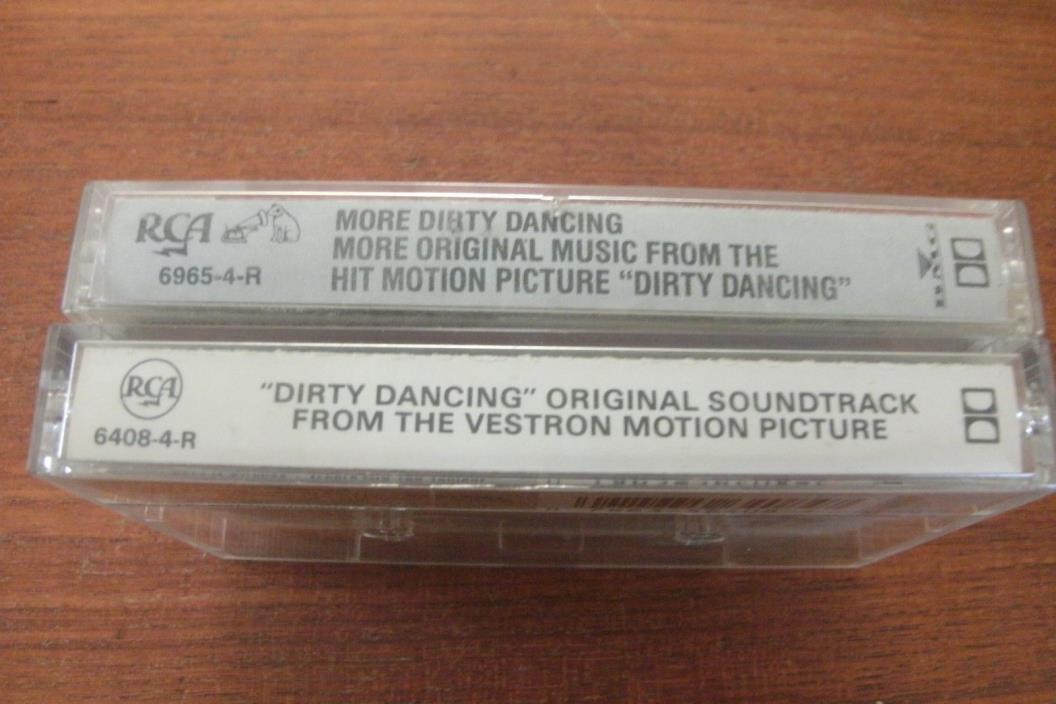 RCA
6965-4-R
MORE DIRTY DANCING
MORE ORIGINAL MUSIC FROM THE
HIT MOTION PICTURE "DIRTY DANCING"
BMG
RCA
6408-4-R
"DIRTY DANCING" ORIGINAL SOUNDTRACK
FROM THE VESTRON MOTION PICTURE